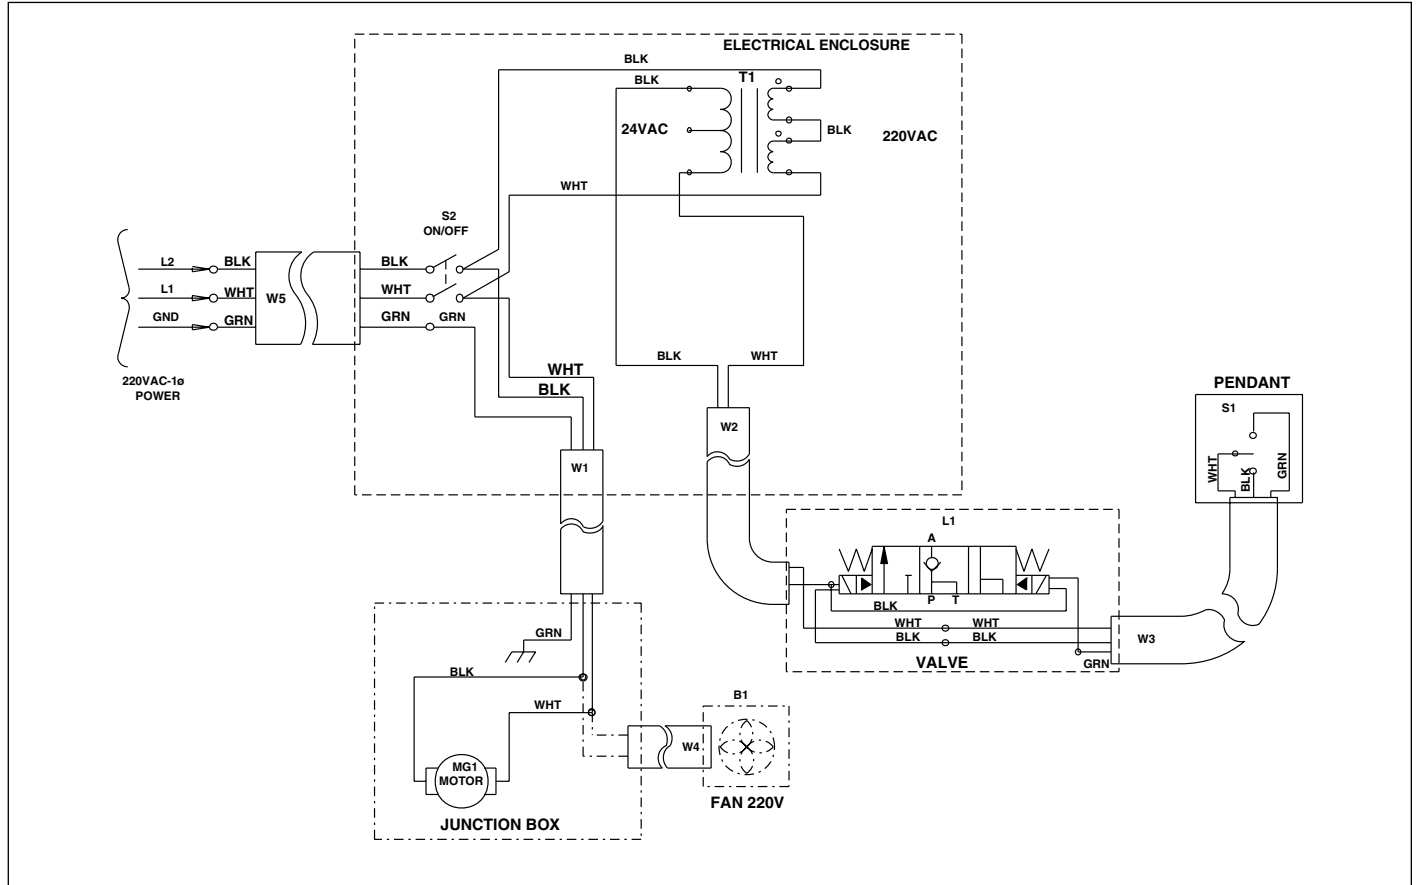 ELECTRICAL ENCLOSURE
BLK
BLK
T1
24VAC
BLK
220VAC
WHT
S2
ON/OFF
L2
BLK
BLK
L1
WHT
WHT
W5
GND
GRN
GRN
GRN
220VAC-1ø
POWER
BLK
WHT
WHT
BLK
PENDANT
S1
WHT
BLK
GRN
W2
W1
L1
A
P T
BLK
WHT
WHT
BLK
BLK
W3
VALVE
GRN
GRN
BLK
WHT
B1
W4
MG1
MOTOR
FAN 220V
JUNCTION BOX